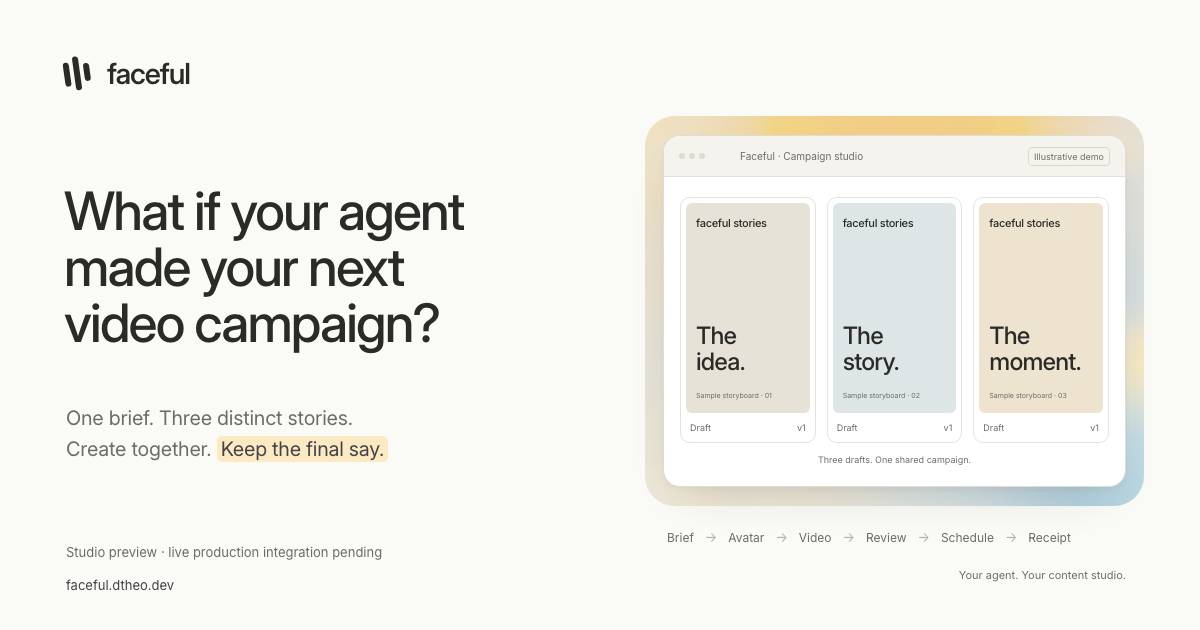 faceful
What if your agent
made your next
video campaign?
One brief. Three distinct stories.
Create together. Keep the final say.
Studio preview · live production integration pending
faceful.dtheo.dev
Faceful · Campaign studio
Illustrative demo
faceful stories
The
idea.
Sample storyboard · 01
Draft v1
faceful stories
The
story.
Sample storyboard · 02
Draft v1
faceful stories
The
moment.
Sample storyboard · 03
Draft v1
Three drafts. One shared campaign.
Brief → Avatar → Video → Review → Schedule → Receipt
Your agent. Your content studio.